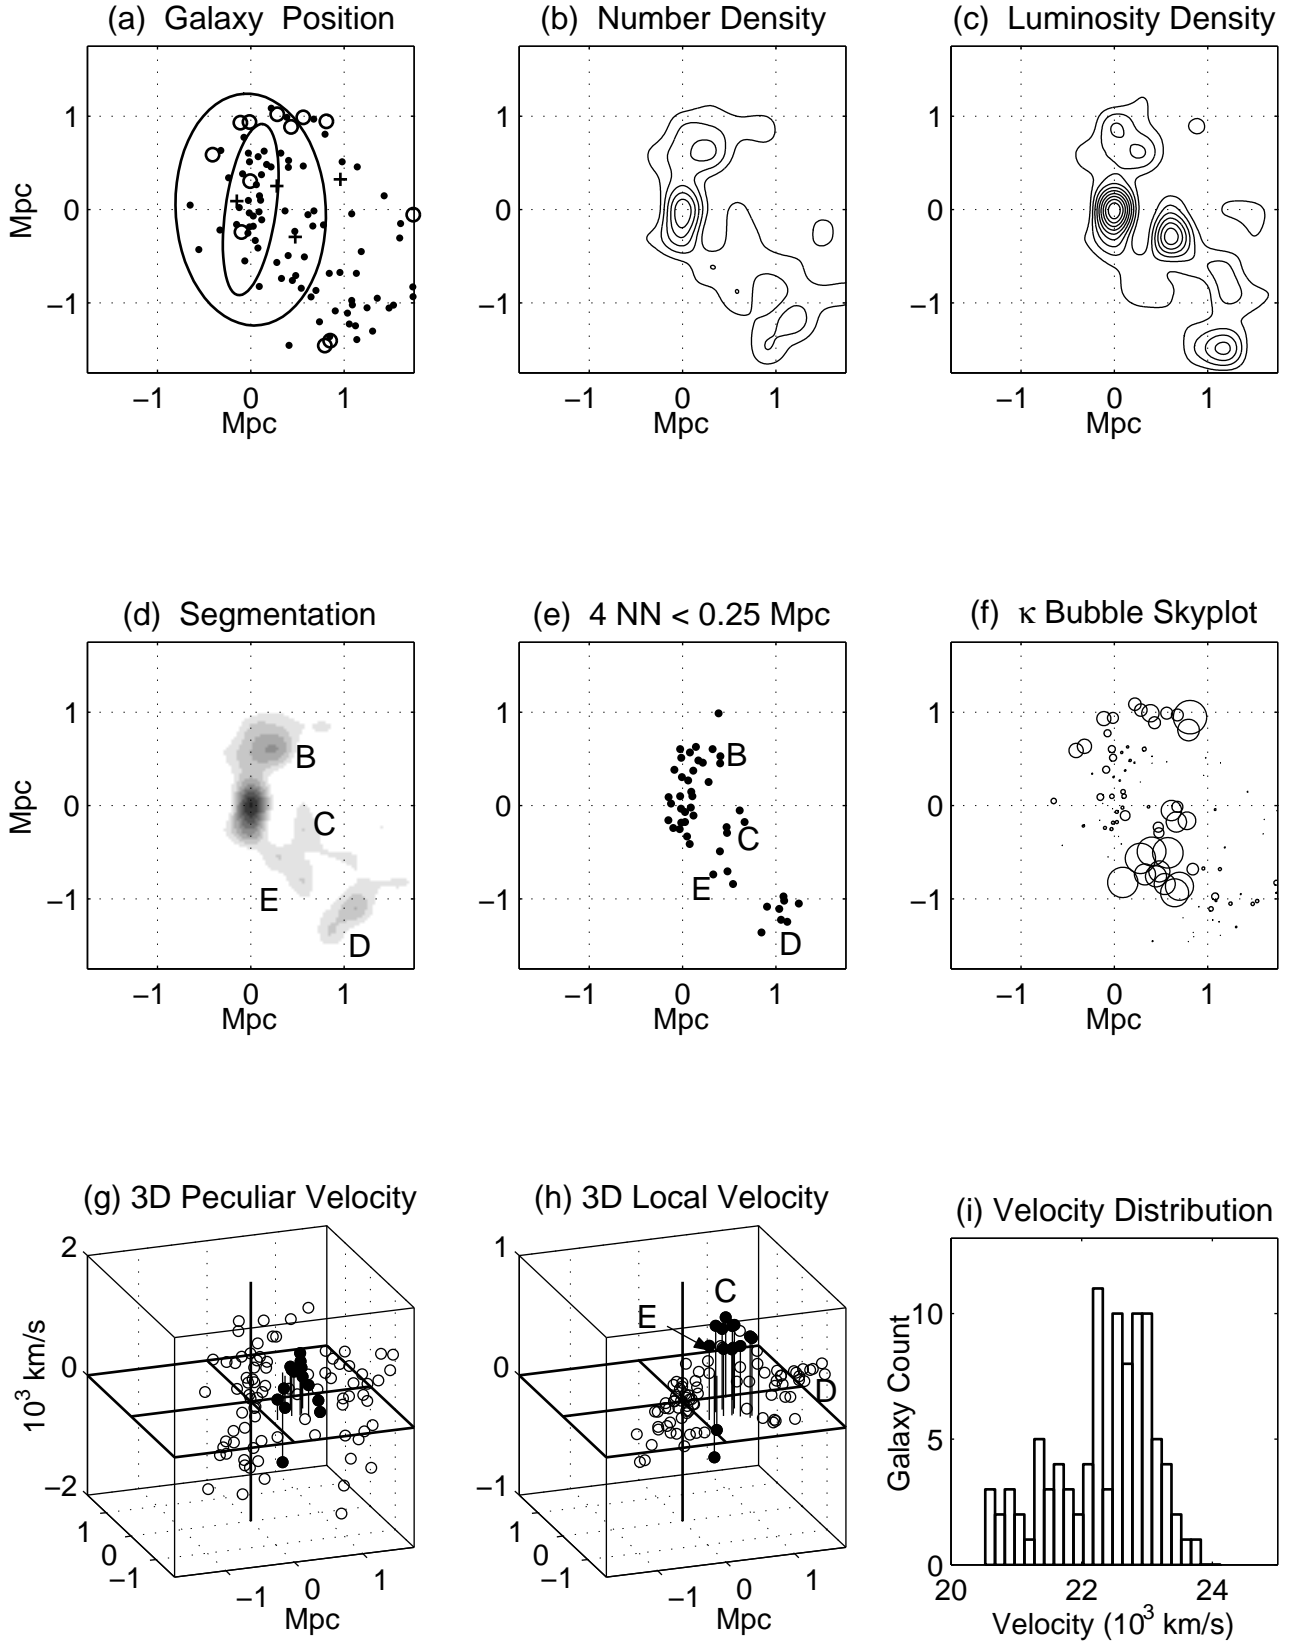 (a) Galaxy Position
(b) Number Density
(c) Luminosity Density
Mpc
1
0
−1
−1 0 1
Mpc
1
0
−1
−1 0 1
Mpc
1
0
−1
−1 0 1
Mpc
(d) Segmentation
(e) 4 NN < 0.25 Mpc
(f) κ Bubble Skyplot
Mpc
1
0
−1
B
C
E
D
−1 0 1
Mpc
1
0
−1
B
C
E
D
−1 0 1
Mpc
1
0
−1
−1 0 1
Mpc
(g) 3D Peculiar Velocity
(h) 3D Local Velocity
(i) Velocity Distribution
10³ km/s
2
0
−2
1
0
−1
−1
0
1
Mpc
1
0
−1
C
E
D
1
0
−1
−1
0
1
Mpc
Galaxy Count
10
5
0
20 22 24
Velocity (10³ km/s)